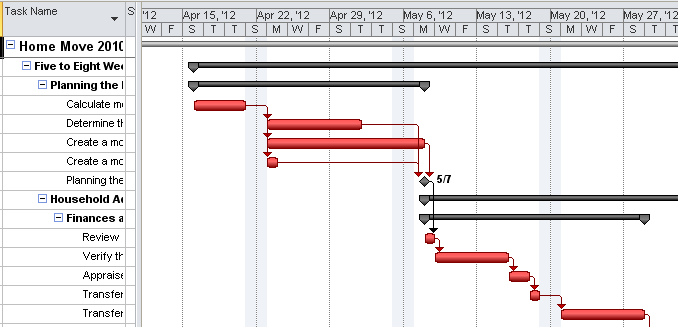 Task Name S '12 Apr 15, '12 Apr 22, '12 Apr 29, '12 May 6, '12 May 13, '12 May 20, '12 May 27, '12
W F S T T S M W F S T T S M W F S T T S M W F S T T
Home Move 2010
Five to Eight Wee
Planning the
Calculate m
Determine th
Create a mo
Create a mo
Planning the 5/7
Household Ac
Finances a
Review
Verify th
Appraise
Transfer
Transfer